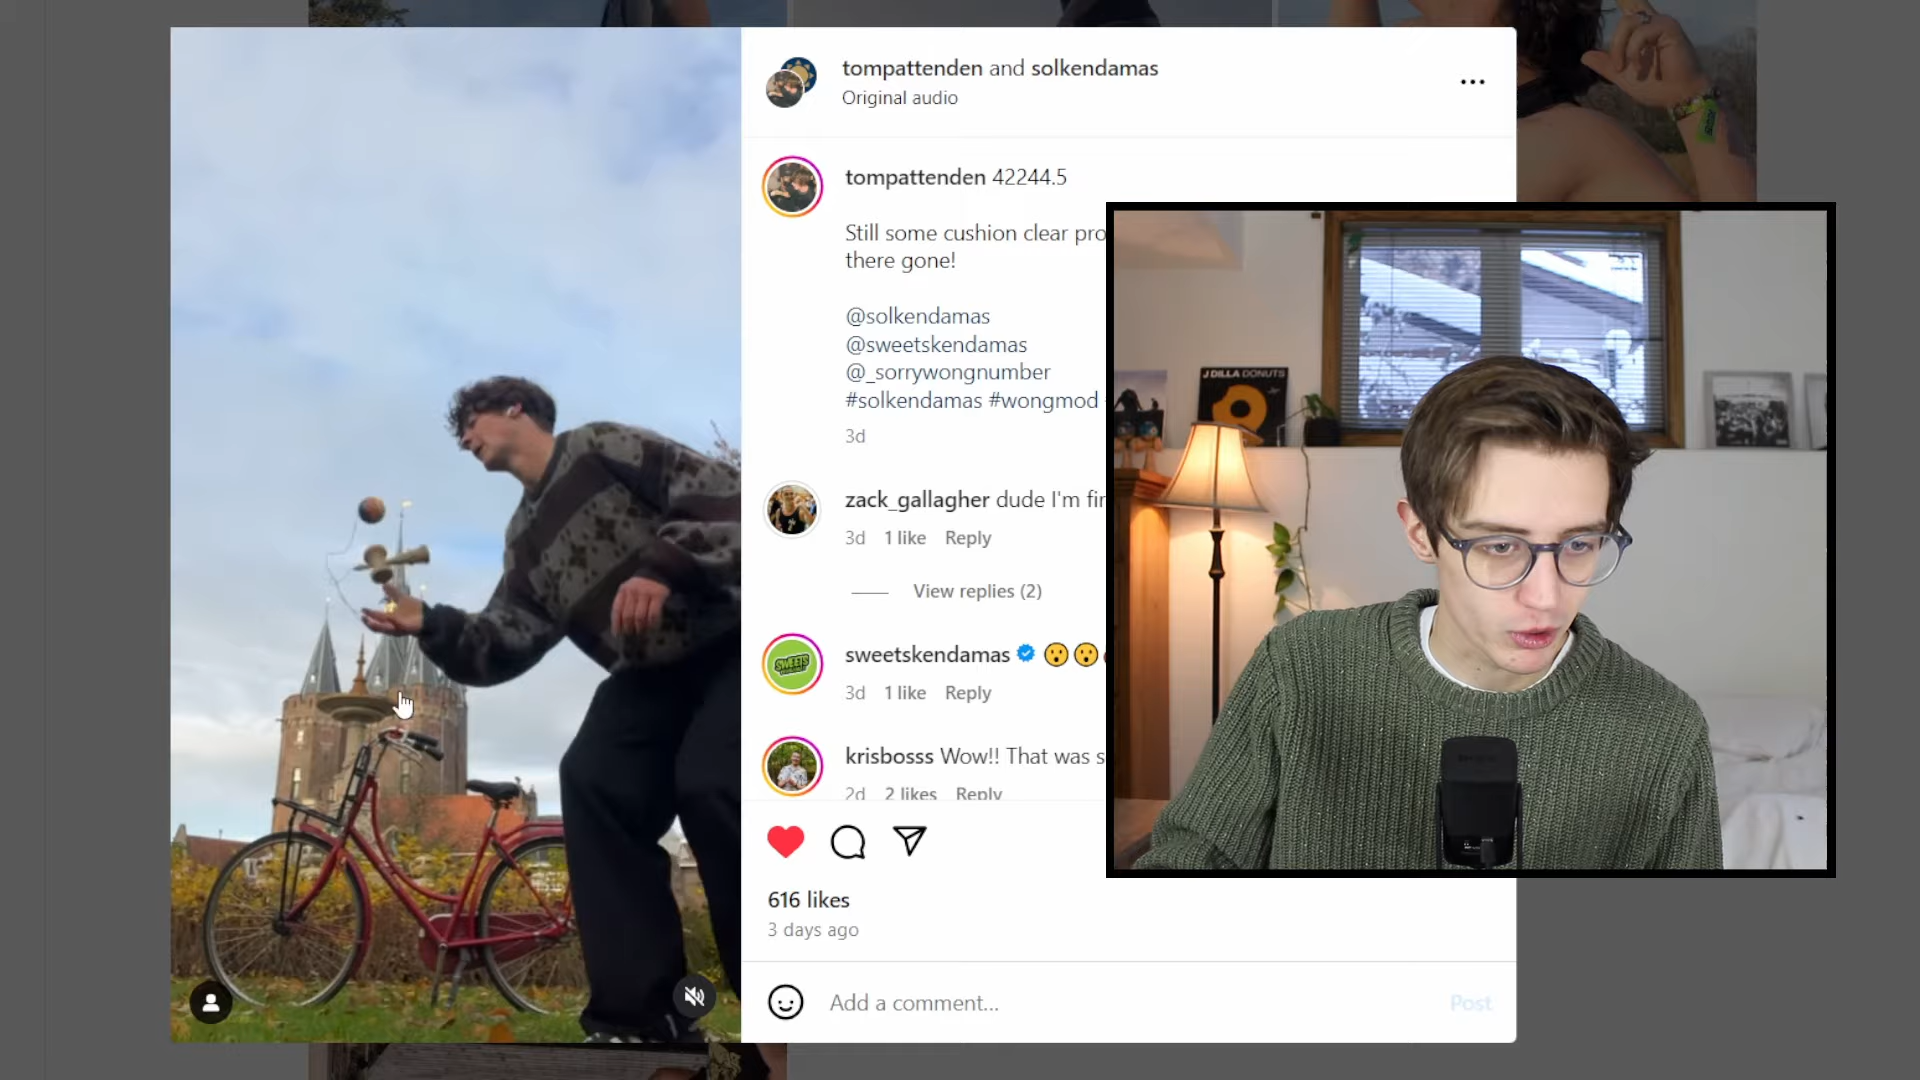 tompattenden and solkendamas
Original audio
tompattenden 42244.5
Still some cushion clear pro
there gone!
@solkendamas
@sweetskendamas
@_sorrywongnumber
#solkendamas #wongmod
3d
zack_gallagher dude I'm fir
3d 1 like Reply
View replies (2)
SWEETS
sweetskendamas
3d 1 like Reply
krisbosss Wow!! That was s
2d 2 likes Reply
616 likes
3 days ago
Add a comment...
Post
J DILLA DONUTS